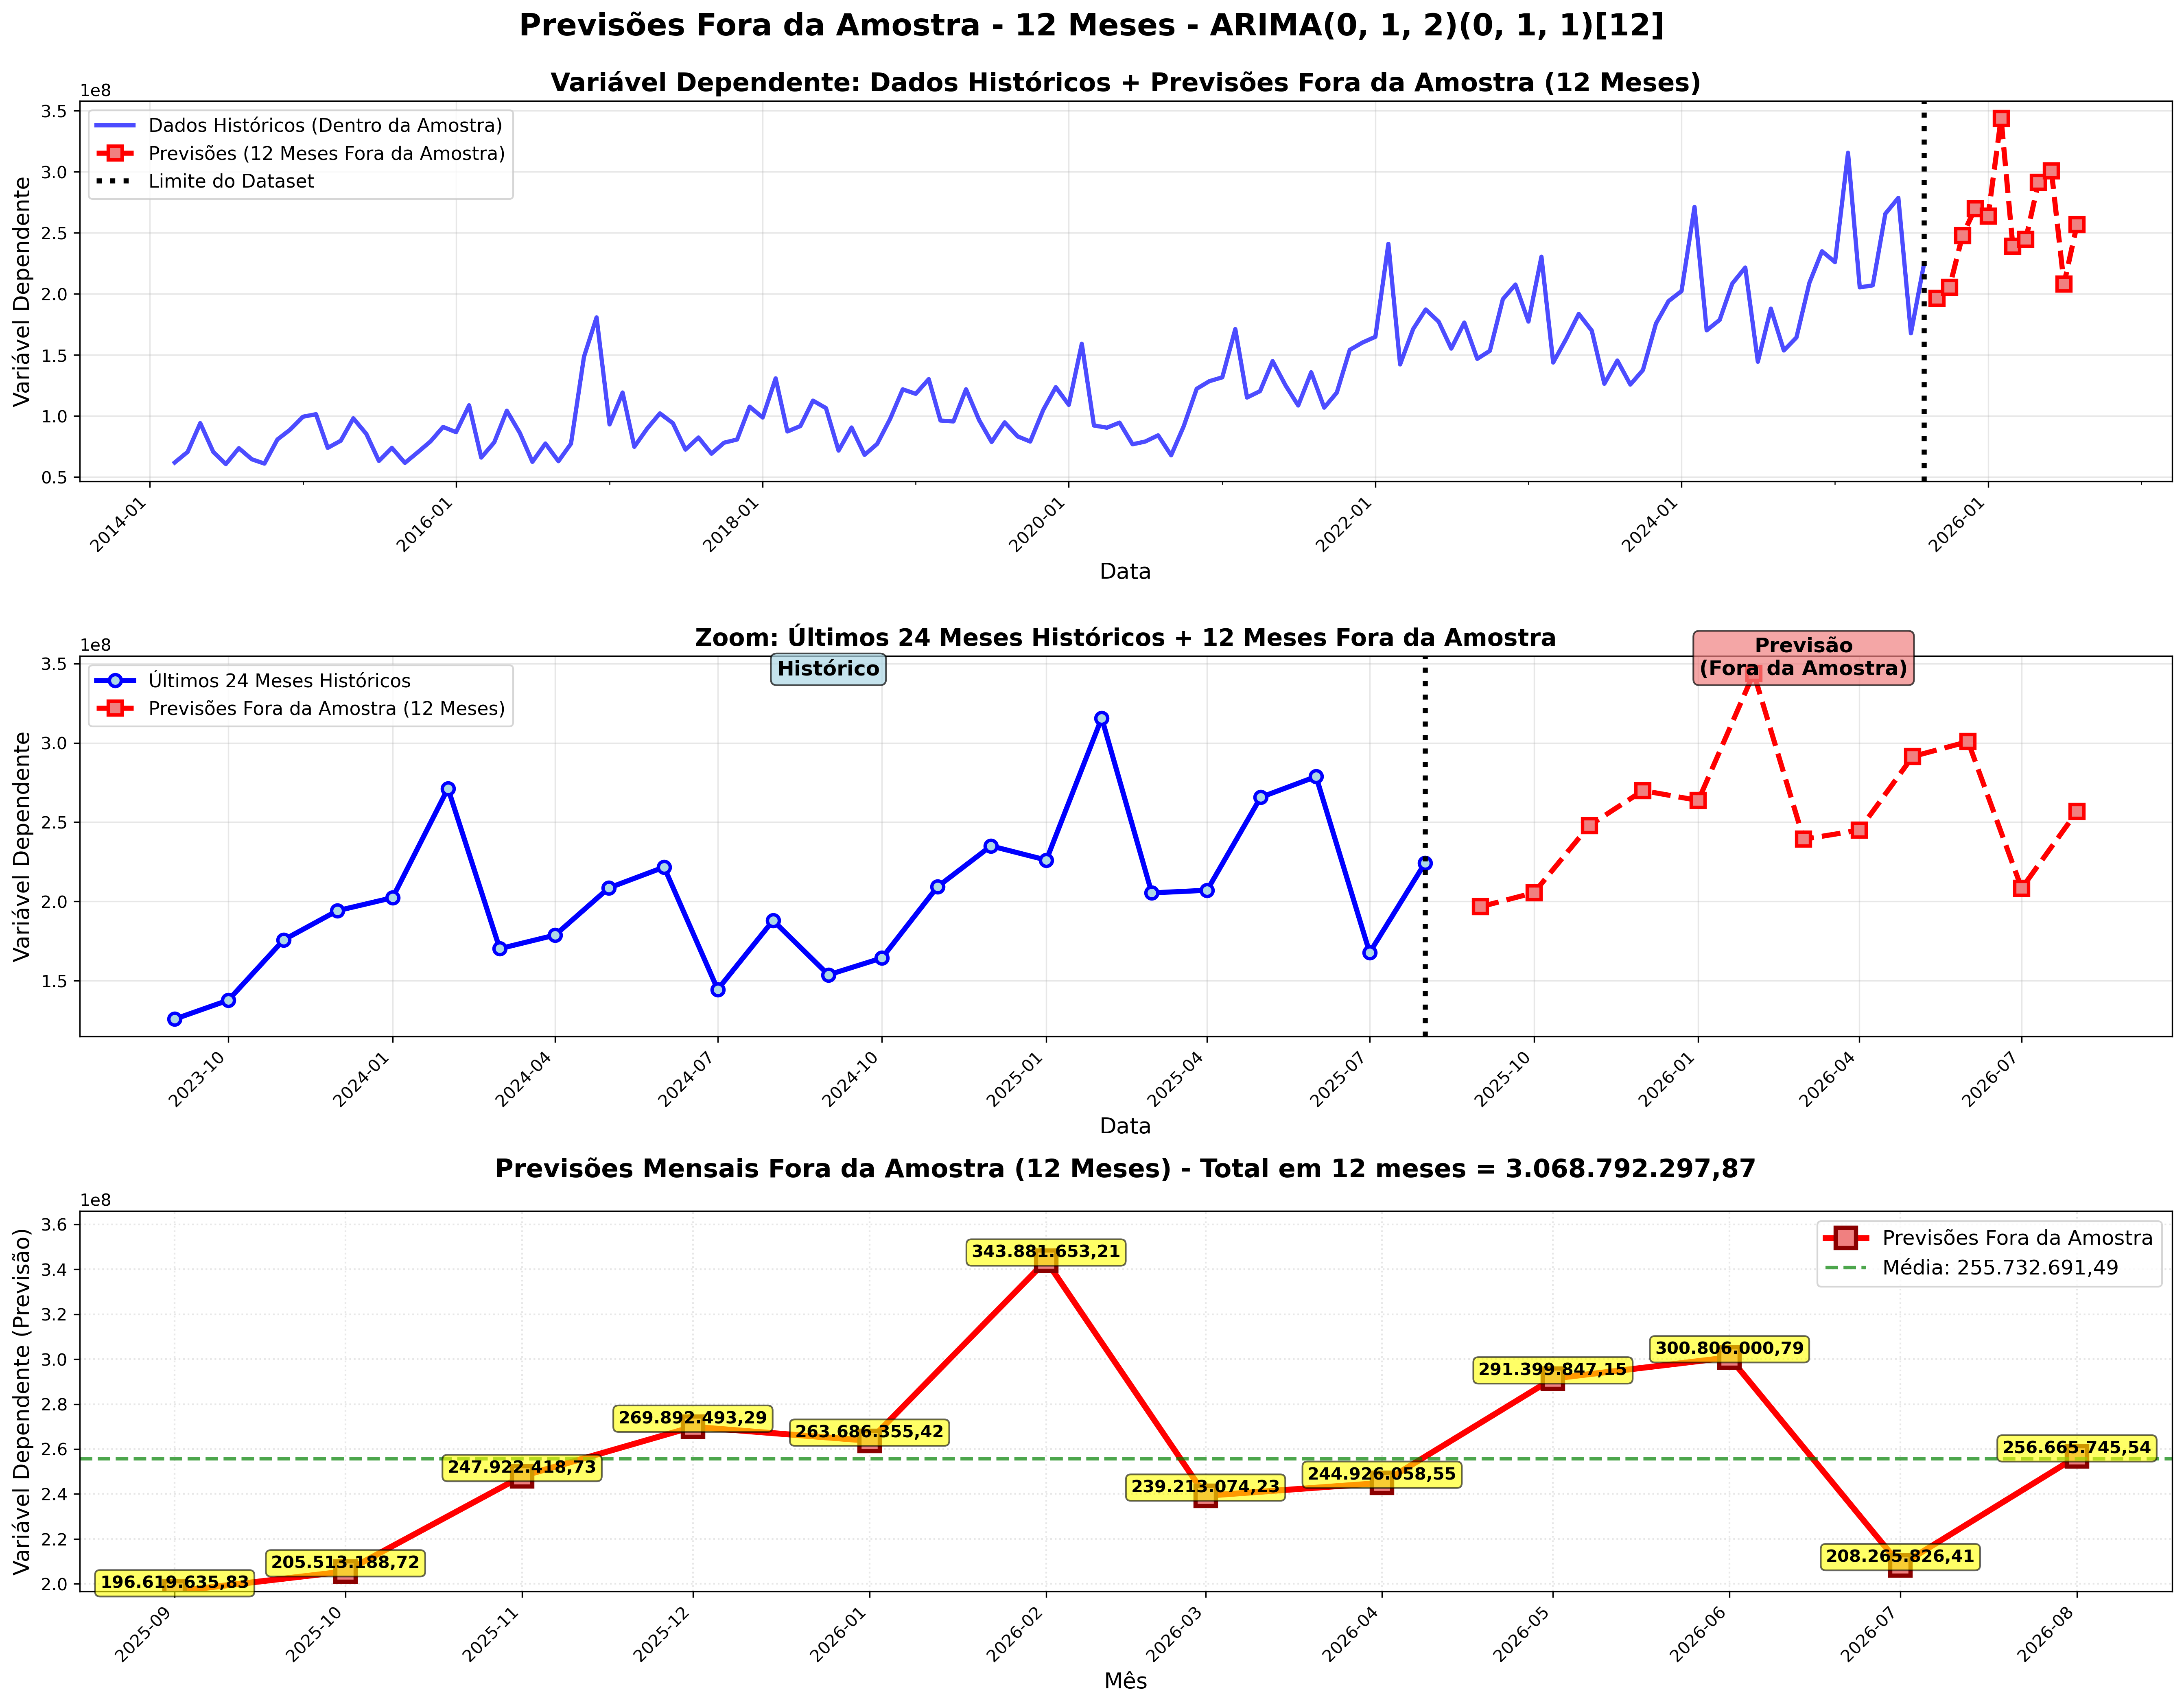 Previsões Fora da Amostra - 12 Meses - ARIMA(0, 1, 2)(0, 1, 1)[12]
Variável Dependente: Dados Históricos + Previsões Fora da Amostra (12 Meses)
1e8
Dados Históricos (Dentro da Amostra)
Previsões (12 Meses Fora da Amostra)
Limite do Dataset
3.5
3.0
2.5
2.0
1.5
1.0
0.5
Variável Dependente
2014-01
2016-01
2018-01
2020-01
2022-01
2024-01
2026-01
Data
Zoom: Últimos 24 Meses Históricos + 12 Meses Fora da Amostra
1e8
Últimos 24 Meses Históricos
Previsões Fora da Amostra (12 Meses)
Histórico
Previsão
(Fora da Amostra)
3.5
3.0
2.5
2.0
1.5
Variável Dependente
2023-10
2024-01
2024-04
2024-07
2024-10
2025-01
2025-04
2025-07
2025-10
2026-01
2026-04
2026-07
Data
Previsões Mensais Fora da Amostra (12 Meses) - Total em 12 meses = 3.068.792.297,87
1e8
Previsões Fora da Amostra
Média: 255.732.691,49
3.6
3.4
3.2
3.0
2.8
2.6
2.4
2.2
2.0
Variável Dependente (Previsão)
196.619.635,83
205.513.188,72
247.922.418,73
269.892.493,29
263.686.355,42
343.881.653,21
239.213.074,23
244.926.058,55
291.399.847,15
300.806.000,79
208.265.826,41
256.665.745,54
2025-09
2025-10
2025-11
2025-12
2026-01
2026-02
2026-03
2026-04
2026-05
2026-06
2026-07
2026-08
Mês